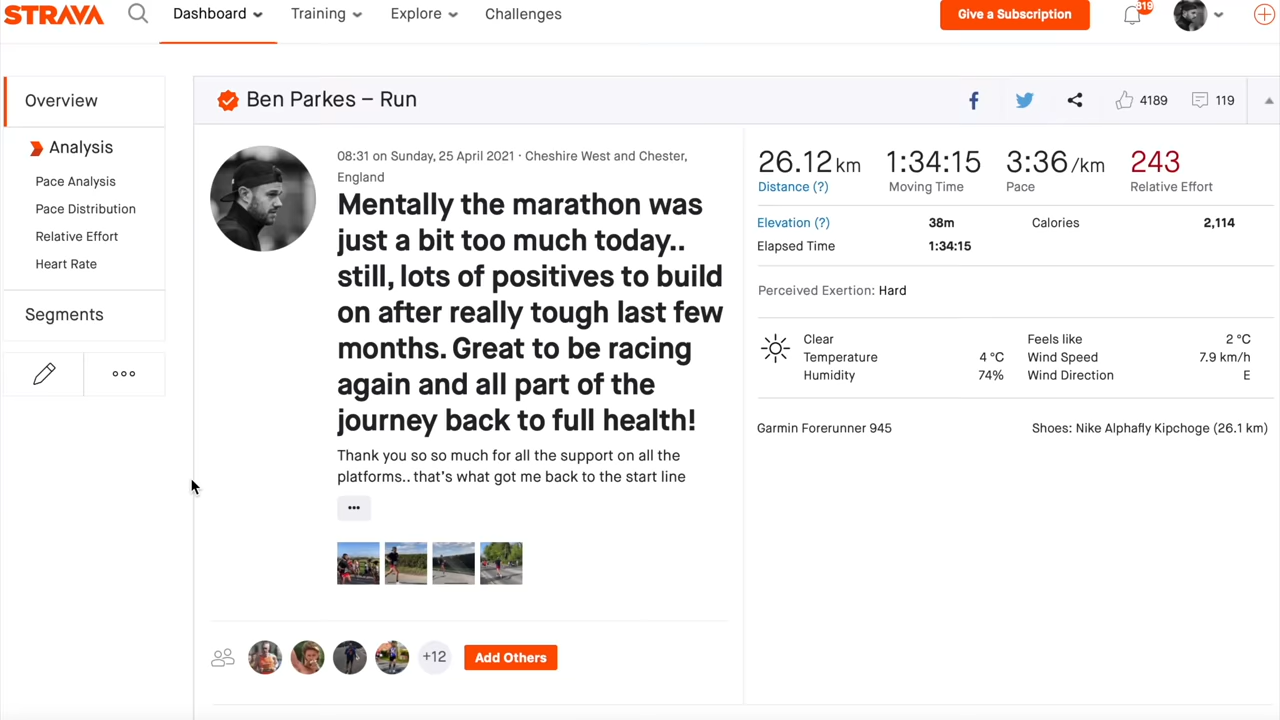 STRAVA
Dashboard
Training
Explore
Challenges
Give a Subscription
319
Overview
Analysis
Pace Analysis
Pace Distribution
Relative Effort
Heart Rate
Segments
Ben Parkes – Run
4189
119
08:31 on Sunday, 25 April 2021 · Cheshire West and Chester,
England
Mentally the marathon was
just a bit too much today..
still, lots of positives to build
on after really tough last few
months. Great to be racing
again and all part of the
journey back to full health!
Thank you so so much for all the support on all the
platforms.. that's what got me back to the start line
+12
Add Others
26.12 km
Distance (?)
1:34:15
Moving Time
3:36 /km
Pace
243
Relative Effort
Elevation (?) 38m
Calories 2,114
Elapsed Time 1:34:15
Perceived Exertion: Hard
Clear
Temperature 4 °C
Humidity 74%
Feels like 2 °C
Wind Speed 7.9 km/h
Wind Direction E
Garmin Forerunner 945
Shoes: Nike Alphafly Kipchoge (26.1 km)